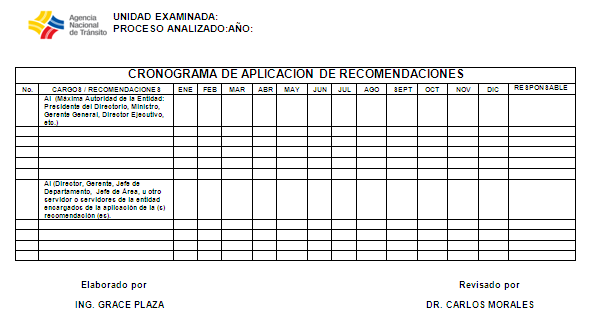 Agencia
Nacional
de Tránsito
UNIDAD EXAMINADA:
PROCESO ANALIZADO:AÑO:
CRONOGRAMA DE APLICACION DE RECOMENDACIONES
No. CARGOS / RECOMENDACIONES ENE FEB MAR ABR MAY JUN JUL AGO SEPT OCT NOV DIC RESPONSABLE
Al (Máxima Autoridad de la Entidad:
Presidente del Directorio, Ministro,
Gerente General, Director Ejecutivo,
etc.)
Al (Director, Gerente, Jefe de
Departamento, Jefe de Área, u otro
servidor o servidores de la entidad
encargados de la aplicación de la (s)
recomendación (es).
Elaborado por Revisado por
ING. GRACE PLAZA DR. CARLOS MORALES